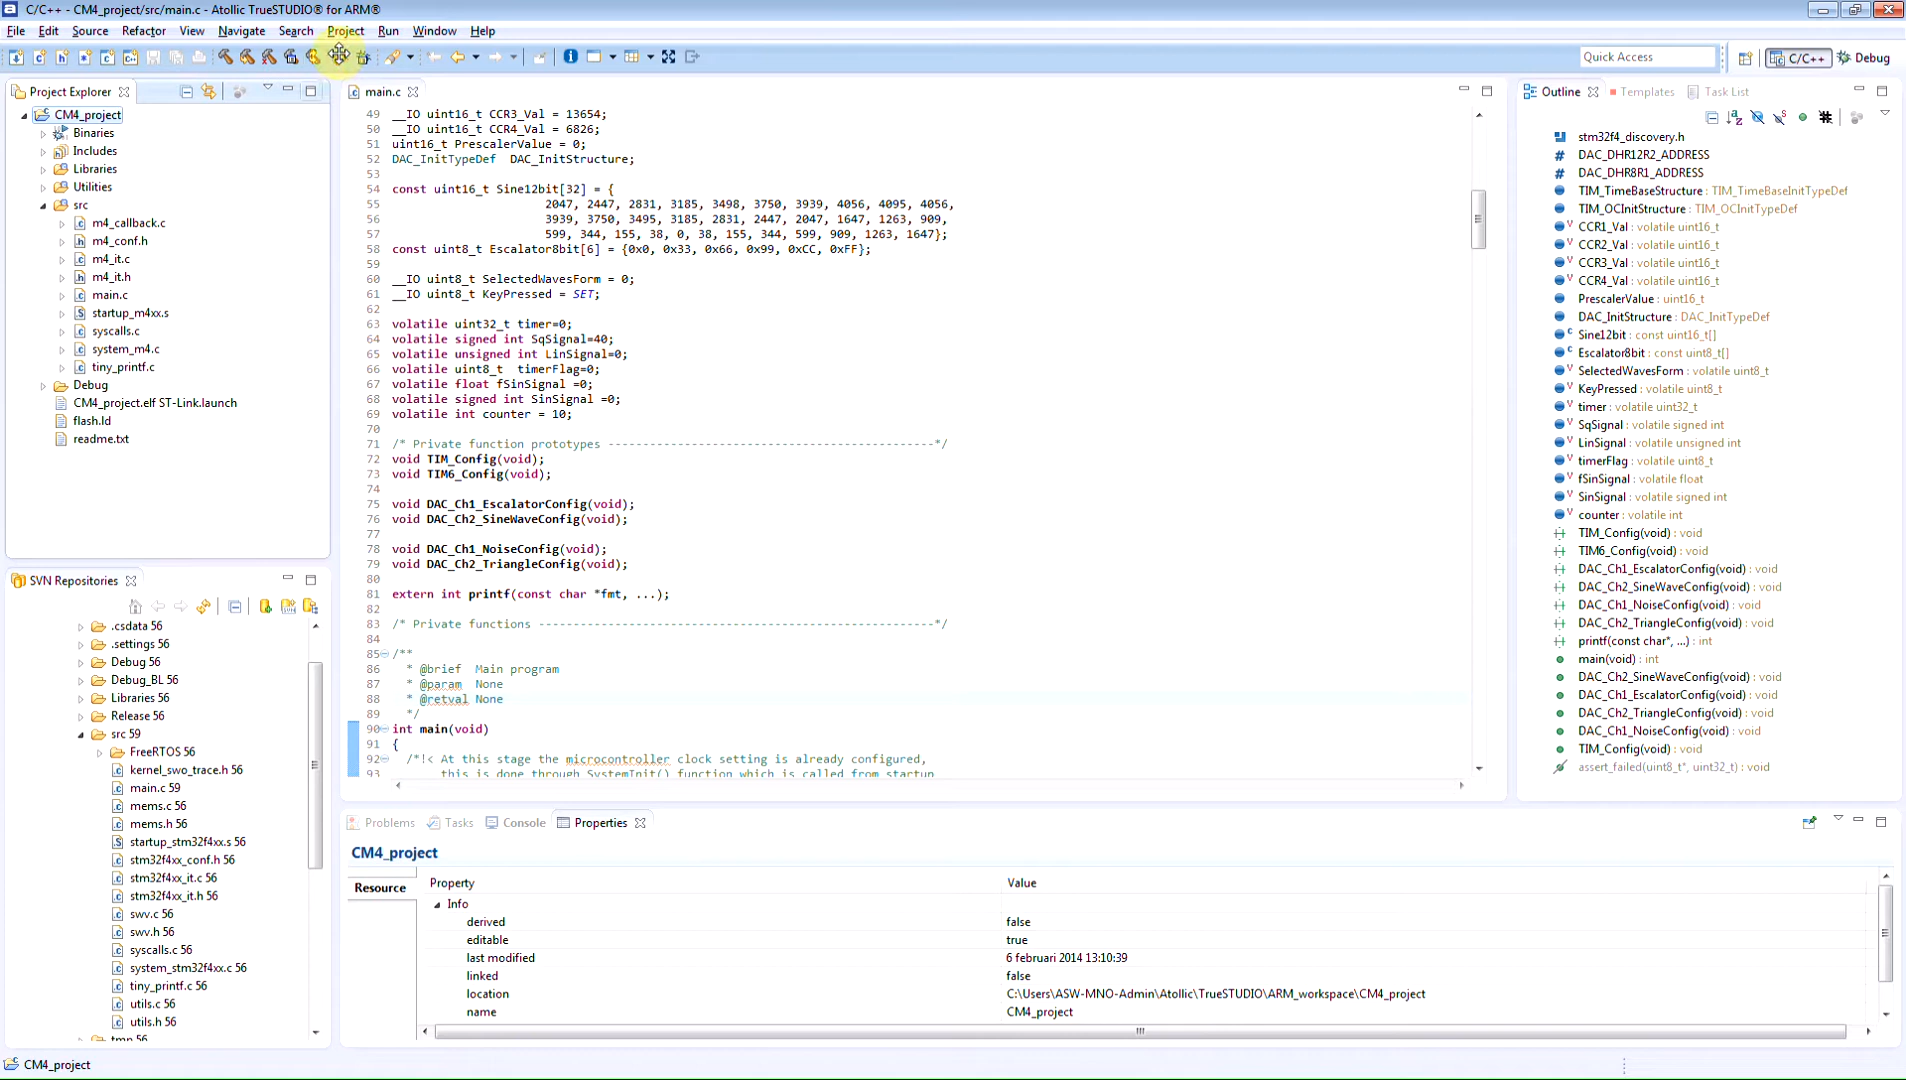 C/C++ - CM4_project/src/main.c - Atollic TrueSTUDIO® for ARM®
File Edit Source Refactor View Navigate Search Project Run Window Help
Quick Access
C/C++
Debug
Project Explorer
CM4_project
Binaries
Includes
Libraries
Utilities
src
m4_callback.c
m4_conf.h
m4_it.c
m4_it.h
main.c
startup_m4xx.s
syscalls.c
system_m4.c
tiny_printf.c
Debug
CM4_project.elf ST-Link.launch
flash.ld
readme.txt
SVN Repositories
.csdata 56
.settings 56
Debug 56
Debug_BL 56
Libraries 56
Release 56
src 59
FreeRTOS 56
kernel_swo_trace.h 56
main.c 59
mems.c 56
mems.h 56
startup_stm32f4xx.s 56
stm32f4xx_conf.h 56
stm32f4xx_it.c 56
stm32f4xx_it.h 56
swv.c 56
swv.h 56
syscalls.c 56
system_stm32f4xx.c 56
tiny_printf.c 56
utils.c 56
utils.h 56
tmp 56
main.c
49 __IO uint16_t CCR3_Val = 13654;
50 __IO uint16_t CCR4_Val = 6826;
51 uint16_t PrescalerValue = 0;
52 DAC_InitTypeDef  DAC_InitStructure;
53
54 const uint16_t Sine12bit[32] = {
55 2047, 2447, 2831, 3185, 3498, 3750, 3939, 4056, 4095, 4056,
56 3939, 3750, 3495, 3185, 2831, 2447, 2047, 1647, 1263, 909,
57 599, 344, 155, 38, 0, 38, 155, 344, 599, 909, 1263, 1647};
58 const uint8_t Escalator8bit[6] = {0x0, 0x33, 0x66, 0x99, 0xCC, 0xFF};
59
60 __IO uint8_t SelectedWavesForm = 0;
61 __IO uint8_t KeyPressed = SET;
62
63 volatile uint32_t timer=0;
64 volatile signed int SqSignal=40;
65 volatile unsigned int LinSignal=0;
66 volatile uint8_t  timerFlag=0;
67 volatile float fSinSignal =0;
68 volatile signed int SinSignal =0;
69 volatile int counter = 10;
70
71 /* Private function prototypes -----------------------------------------------*/
72 void TIM_Config(void);
73 void TIM6_Config(void);
74
75 void DAC_Ch1_EscalatorConfig(void);
76 void DAC_Ch2_SineWaveConfig(void);
77
78 void DAC_Ch1_NoiseConfig(void);
79 void DAC_Ch2_TriangleConfig(void);
80
81 extern int printf(const char *fmt, ...);
82
83 /* Private functions ---------------------------------------------------------*/
84
85 /**
86 * @brief  Main program
87 * @param  None
88 * @retval None
89 */
90 int main(void)
91 {
92 /*!< At this stage the microcontroller clock setting is already configured,
93 this is done through SystemInit() function which is called from startup
Outline
Templates
Task List
stm32f4_discovery.h
DAC_DHR12R2_ADDRESS
DAC_DHR8R1_ADDRESS
TIM_TimeBaseStructure : TIM_TimeBaseInitTypeDef
TIM_OCInitStructure : TIM_OCInitTypeDef
CCR1_Val : volatile uint16_t
CCR2_Val : volatile uint16_t
CCR3_Val : volatile uint16_t
CCR4_Val : volatile uint16_t
PrescalerValue : uint16_t
DAC_InitStructure : DAC_InitTypeDef
Sine12bit : const uint16_t[]
Escalator8bit : const uint8_t[]
SelectedWavesForm : volatile uint8_t
KeyPressed : volatile uint8_t
timer : volatile uint32_t
SqSignal : volatile signed int
LinSignal : volatile unsigned int
timerFlag : volatile uint8_t
fSinSignal : volatile float
SinSignal : volatile signed int
counter : volatile int
TIM_Config(void) : void
TIM6_Config(void) : void
DAC_Ch1_EscalatorConfig(void) : void
DAC_Ch2_SineWaveConfig(void) : void
DAC_Ch1_NoiseConfig(void) : void
DAC_Ch2_TriangleConfig(void) : void
printf(const char*, ...) : int
main(void) : int
DAC_Ch2_SineWaveConfig(void) : void
DAC_Ch1_EscalatorConfig(void) : void
DAC_Ch2_TriangleConfig(void) : void
DAC_Ch1_NoiseConfig(void) : void
TIM_Config(void) : void
assert_failed(uint8_t*, uint32_t) : void
Problems
Tasks
Console
Properties
CM4_project
Resource
Property Value
Info
derived false
editable true
last modified 6 februari 2014 13:10:39
linked false
location C:\Users\ASW-MNO-Admin\Atollic\TrueSTUDIO\ARM_workspace\CM4_project
name CM4_project
CM4_project